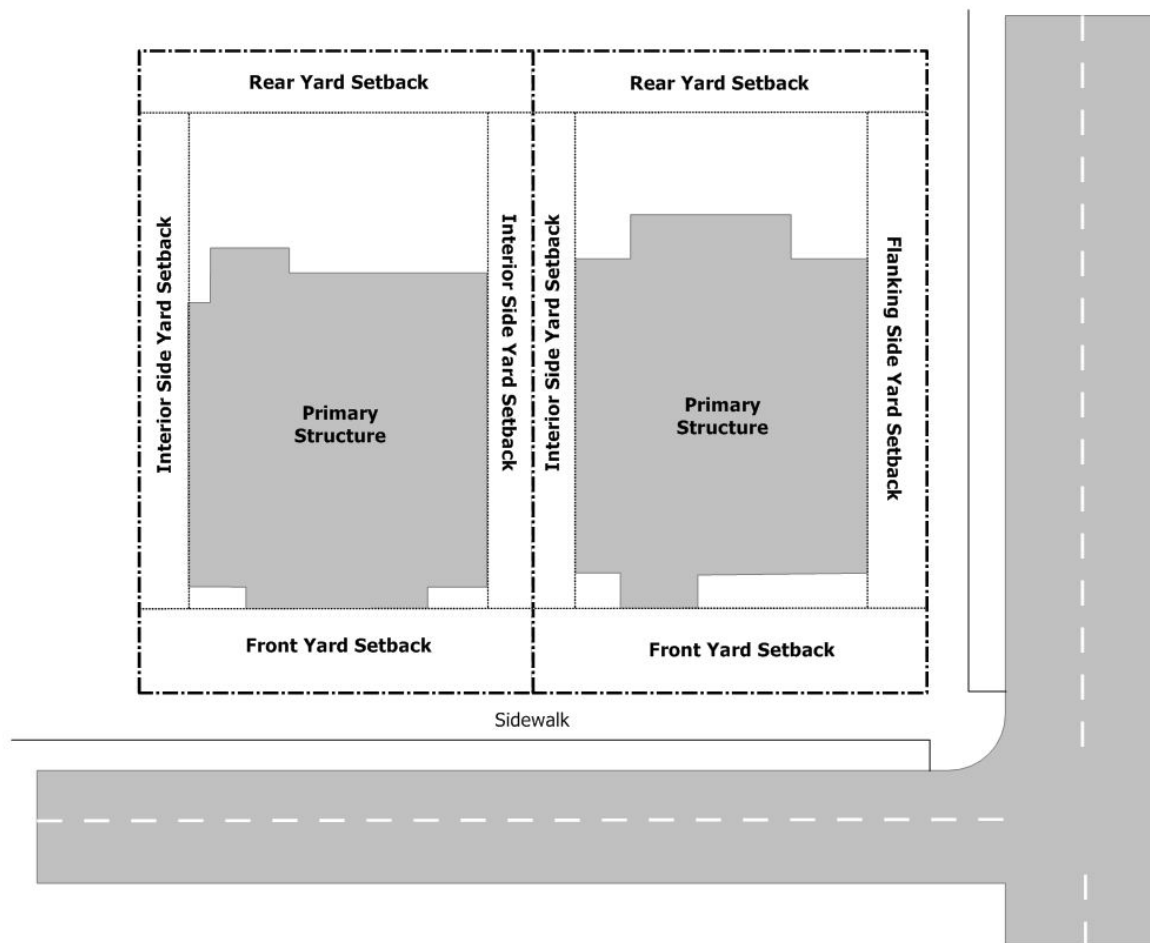 Rear Yard Setback
Rear Yard Setback
Interior Side Yard Setback
Interior Side Yard Setback
Interior Side Yard Setback
Flanking Side Yard Setback
Primary
Structure
Primary
Structure
Front Yard Setback
Front Yard Setback
Sidewalk